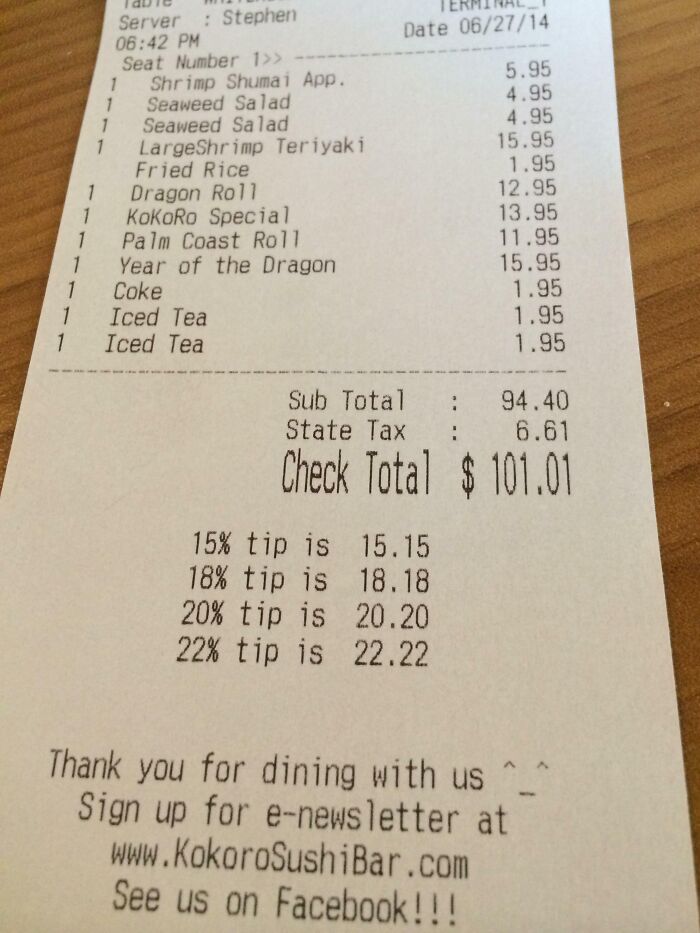 Server : Stephen
06:42 PM Date 06/27/14
Seat Number 1>>
1 Shrimp Shumai App. 5.95
1 Seaweed Salad 4.95
1 Seaweed Salad 4.95
1 LargeShrimp Teriyaki 15.95
Fried Rice 1.95
1 Dragon Roll 12.95
1 KoKoRo Special 13.95
1 Palm Coast Roll 11.95
1 Year of the Dragon 15.95
1 Coke 1.95
1 Iced Tea 1.95
1 Iced Tea 1.95
Sub Total : 94.40
State Tax : 6.61
Check Total $ 101.01
15% tip is 15.15
18% tip is 18.18
20% tip is 20.20
22% tip is 22.22
Thank you for dining with us ^_^
Sign up for e-newsletter at
www.KokoroSushiBar.com
See us on Facebook!!!